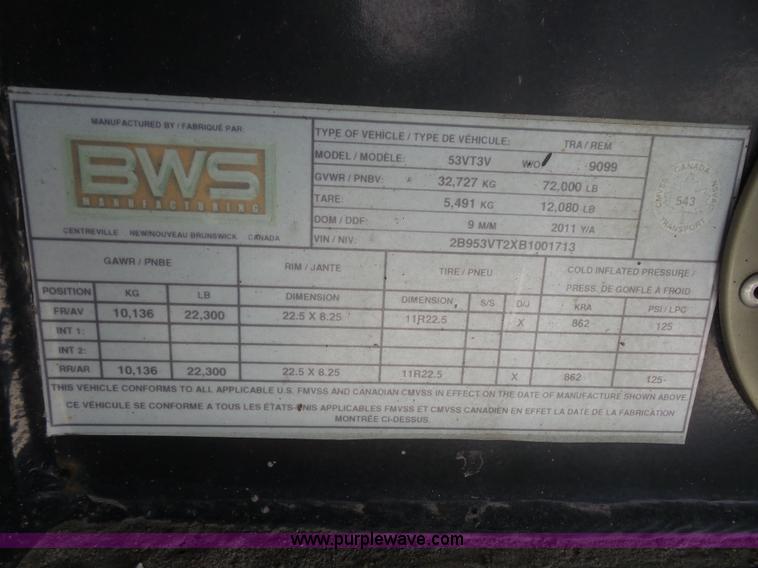 MANUFACTURED BY / FABRIQUÉ PAR:
BWS
MANUFACTURING
CENTREVILLE NEW/NOUVEAU BRUNSWICK CANADA
TYPE OF VEHICLE / TYPE DE VÉHICULE: TRA / REM
MODEL / MODÈLE: 53VT3V W/O 9099
GVWR / PNBV: 32,727 KG 72,000 LB
TARE: 5,491 KG 12,080 LB
DOM / DDF: 9 M/M 2011 Y/A
VIN / NIV: 2B953VT2XB1001713
CANADA
CMVSS
543
TRANSPORT
GAWR / PNBE RIM / JANTE TIRE / PNEU COLD INFLATED PRESSURE /
PRESS. DE GONFLÉ À FROID
POSITION KG LB DIMENSION DIMENSION S/S D/J KRA PSI / LPC
FR/AV 10,136 22,300 22.5 X 8.25 11R22.5 X 862 125
INT 1:
INT 2:
RR/AR 10,136 22,300 22.5 X 8.25 11R22.5 X 862 125
THIS VEHICLE CONFORMS TO ALL APPLICABLE U.S. FMVSS AND CANADIAN CMVSS IN EFFECT ON THE DATE OF MANUFACTURE SHOWN ABOVE.
CE VÉHICULE SE CONFORME A TOUS LES ÉTATS-UNIS APPLICABLES FMVSS ET CMVSS CANADIEN EN EFFET LA DATE DE LA FABRICATION
MONTRÉE CI-DESSUS.
www.purplewave.com